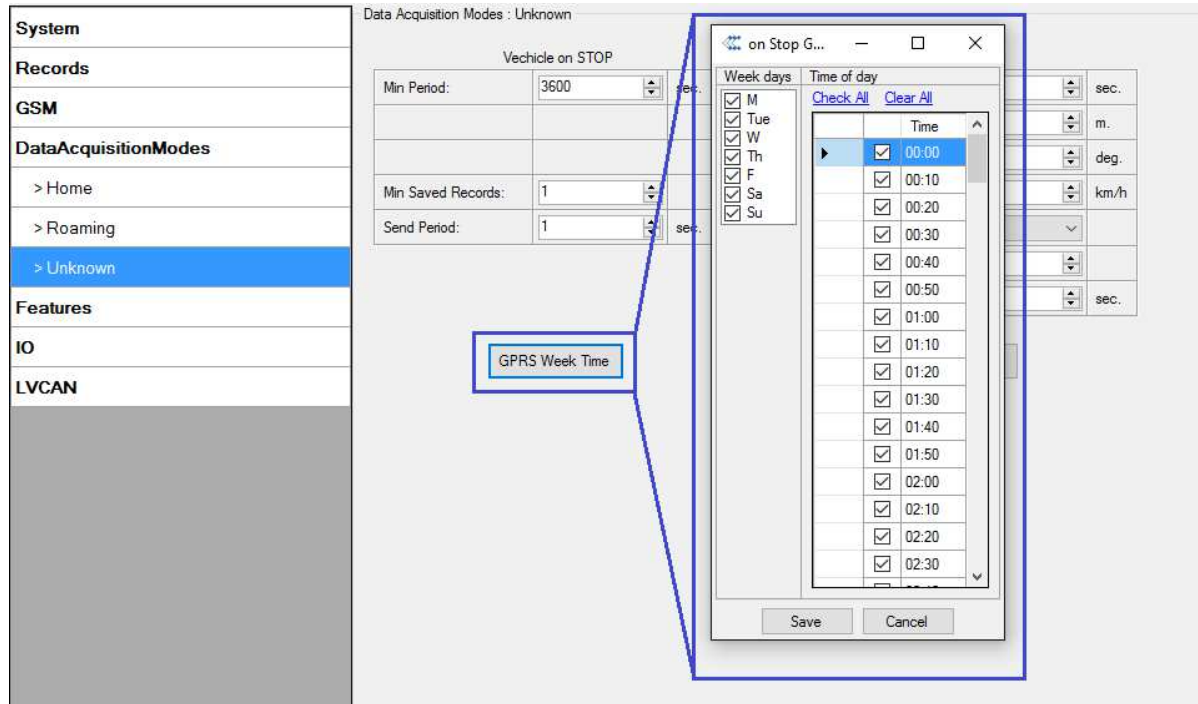 System
Records
GSM
DataAcquisitionModes
> Home
> Roaming
> Unknown
Features
IO
LVCAN
Data Acquisition Modes : Unknown
Vechicle on STOP
Min Period: 3600 sec.
Min Saved Records: 1
Send Period: 1 sec.
GPRS Week Time
on Stop G...
Week days
M
Tue
W
Th
F
Sa
Su
Time of day
Check All Clear All
Time
00:00
00:10
00:20
00:30
00:40
00:50
01:00
01:10
01:20
01:30
01:40
01:50
02:00
02:10
02:20
02:30
Save Cancel
sec.
m.
deg.
km/h
sec.